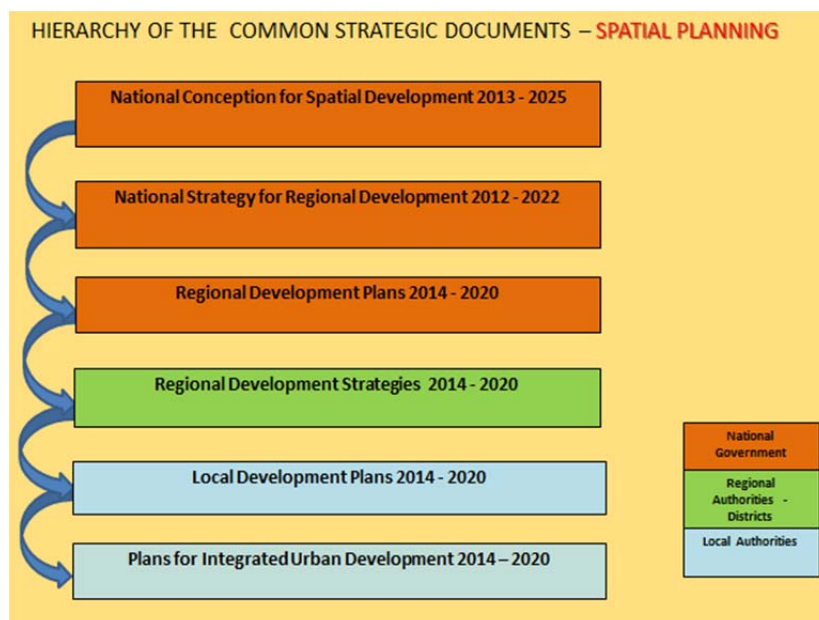 HIERARCHY OF THE COMMON STRATEGIC DOCUMENTS – SPATIAL PLANNING
National Conception for Spatial Development 2013 - 2025
National Strategy for Regional Development 2012 - 2022
Regional Development Plans 2014 - 2020
Regional Development Strategies 2014 - 2020
Local Development Plans 2014 - 2020
Plans for Integrated Urban Development 2014 – 2020
National
Government
Regional
Authorities -
Districts
Local Authorities